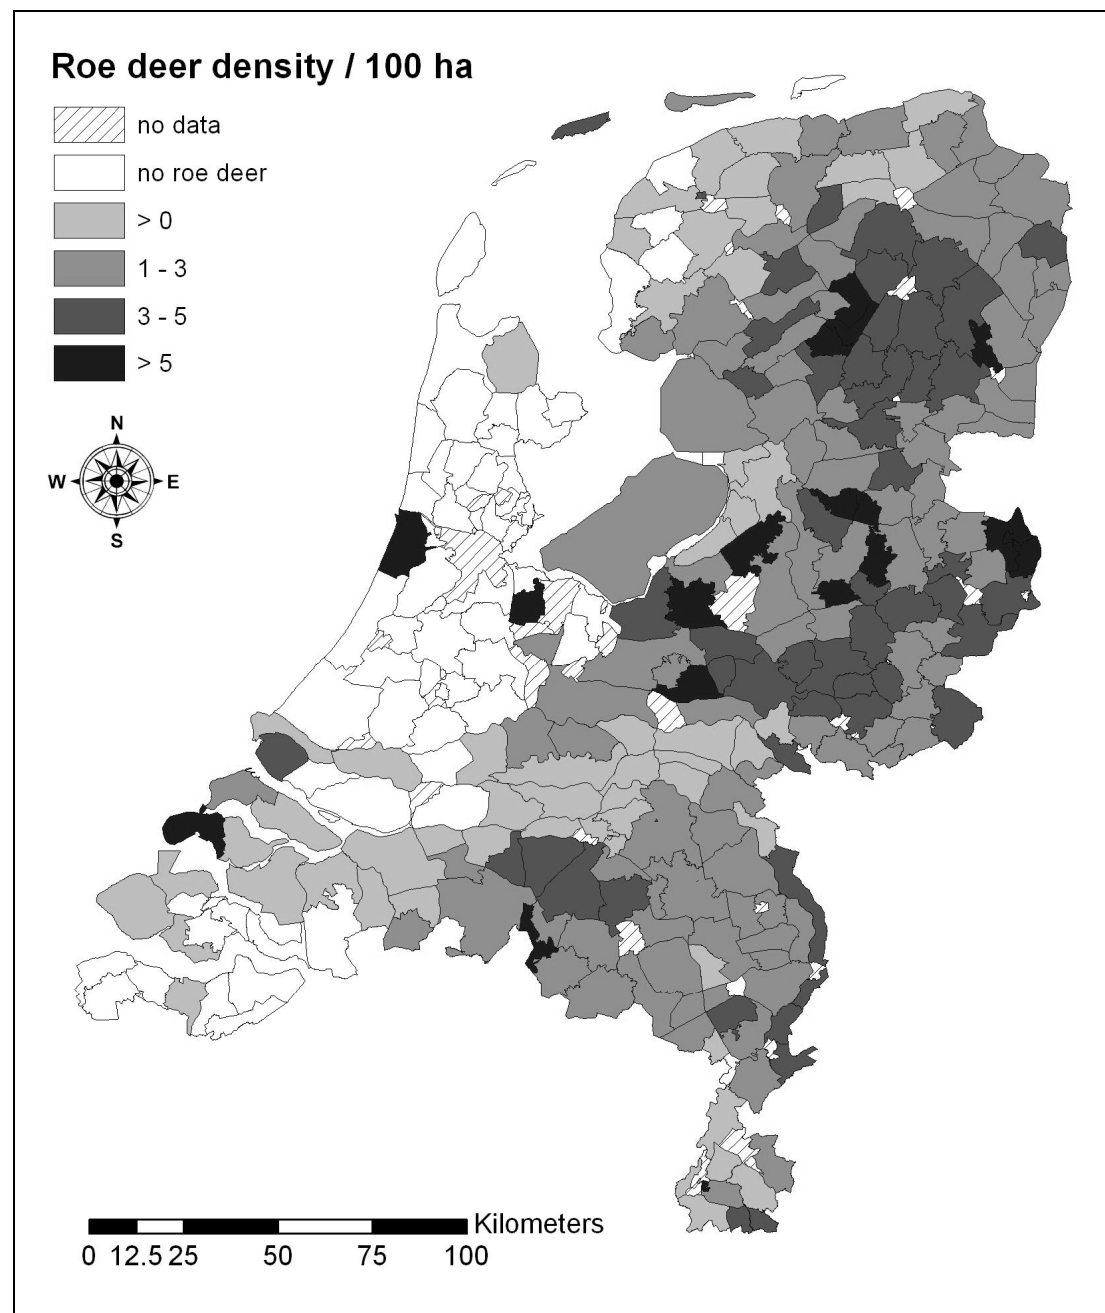 Roe deer density / 100 ha
no data
no roe deer
> 0
1 - 3
3 - 5
> 5
N
W E
S
Kilometers
0 12.5 25 50 75 100